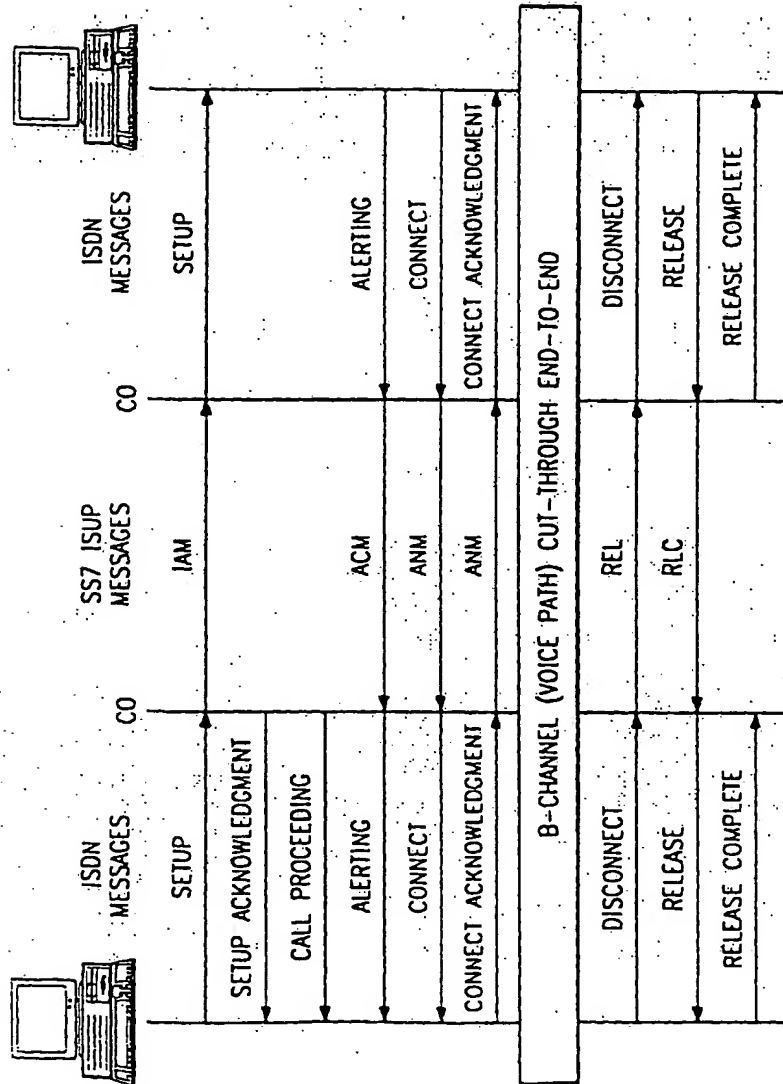 ISDN
MESSAGES
CO
SS7 ISUP
MESSAGES
CO
ISDN
MESSAGES
SETUP
IAM
SETUP
SETUP ACKNOWLEDGMENT
CALL PROCEEDING
ALERTING
ACM
ALERTING
CONNECT
ANM
CONNECT
CONNECT ACKNOWLEDGMENT
ANM
CONNECT ACKNOWLEDGMENT
B-CHANNEL (VOICE PATH) CUT-THROUGH END-TO-END
DISCONNECT
REL
DISCONNECT
RELEASE
RLC
RELEASE
RELEASE COMPLETE
RELEASE COMPLETE